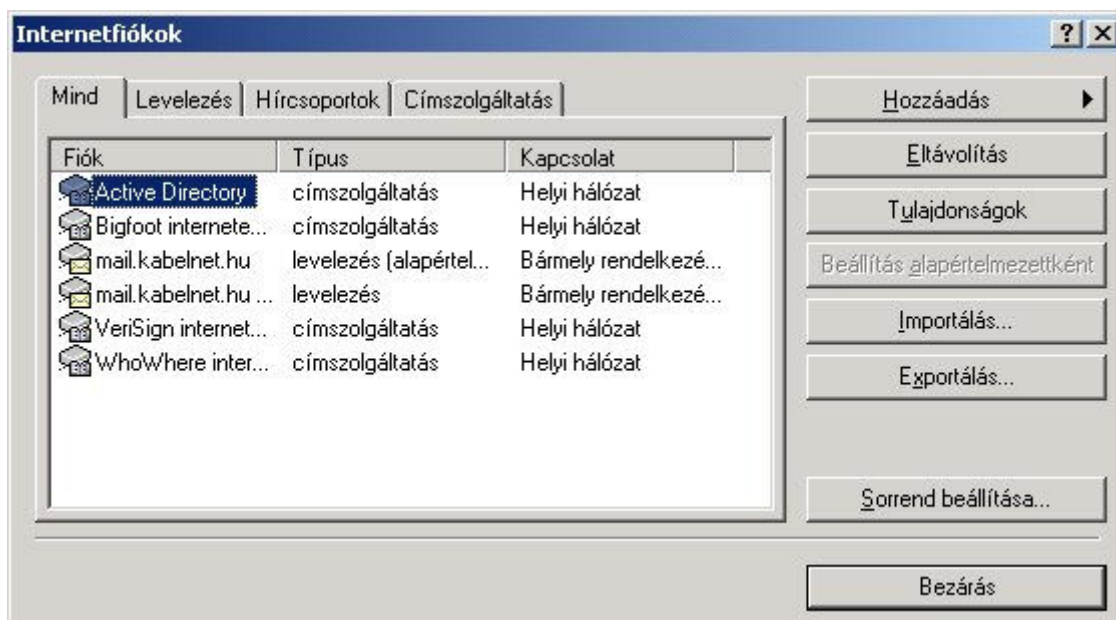 Internetfiókok
Mind Levelezés Hírcsoportok Címszolgáltatás
Fiók Típus Kapcsolat
Active Directory címszolgáltatás Helyi hálózat
Bigfoot internete... címszolgáltatás Helyi hálózat
mail.kabelnet.hu levelezés (alapértel... Bármely rendelkezé...
mail.kabelnet.hu ... levelezés Bármely rendelkezé...
VeriSign internet... címszolgáltatás Helyi hálózat
WhoWhere inter... címszolgáltatás Helyi hálózat
Hozzáadás
Eltávolítás
Tulajdonságok
Beállítás alapértelmezettként
Importálás...
Exportálás...
Sorrend beállítása...
Bezárás